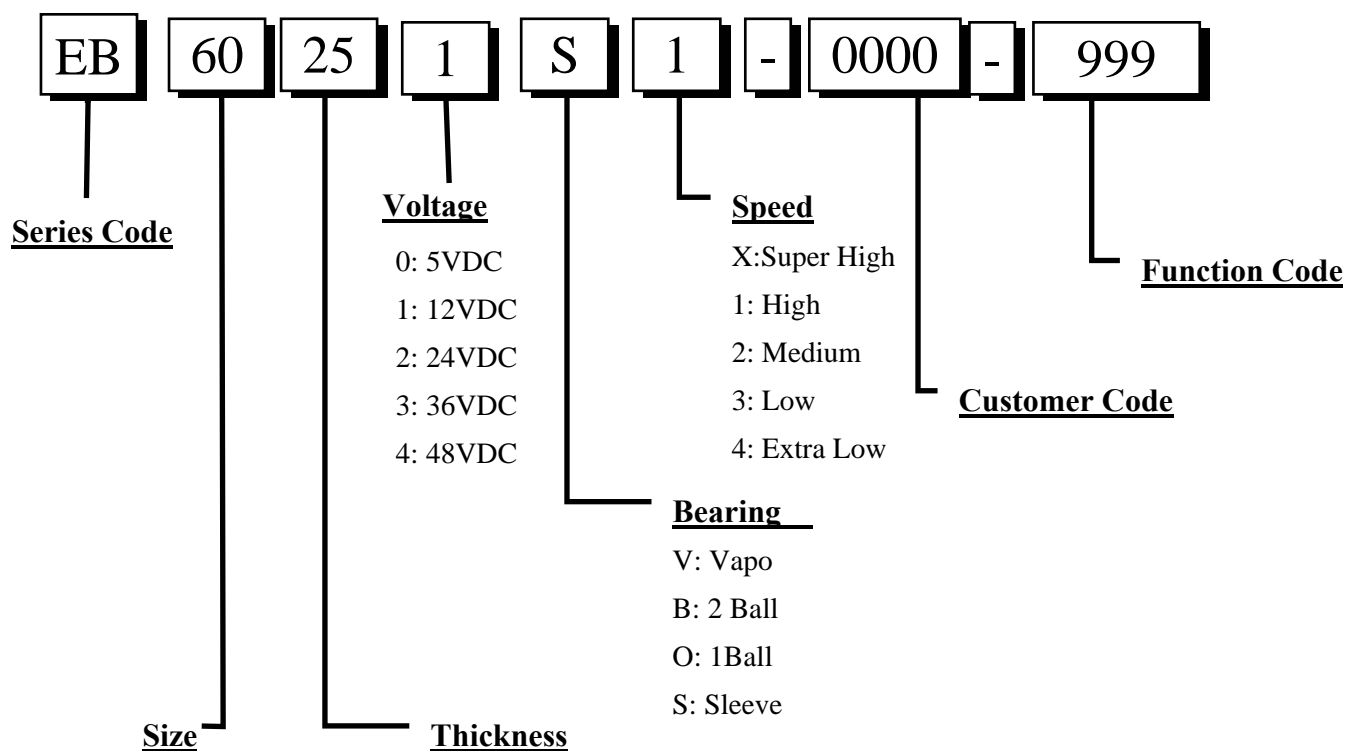 EB 60 25 1 S 1 - 0000 - 999
Series Code
Voltage
0: 5VDC
1: 12VDC
2: 24VDC
3: 36VDC
4: 48VDC
Speed
X:Super High
1: High
2: Medium
3: Low
4: Extra Low
Function Code
Customer Code
Bearing
V: Vapo
B: 2 Ball
O: 1Ball
S: Sleeve
Size
Thickness